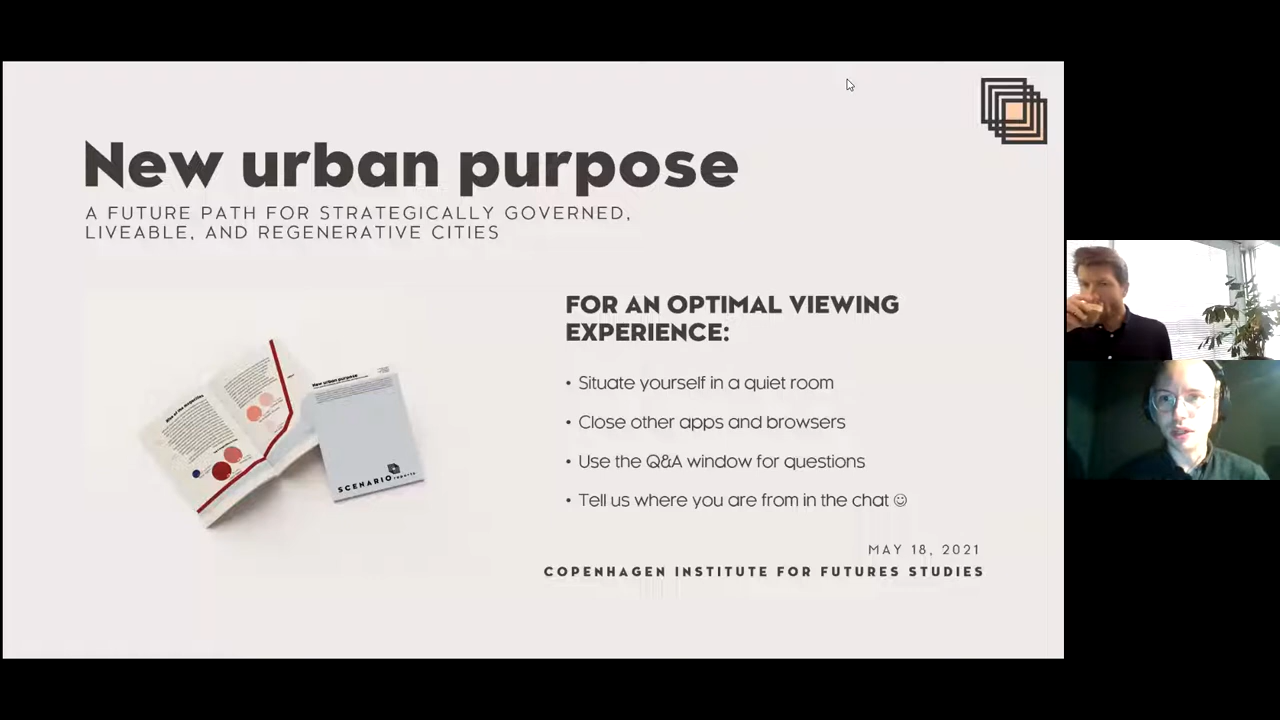 New urban purpose
A FUTURE PATH FOR STRATEGICALLY GOVERNED,
LIVEABLE, AND REGENERATIVE CITIES
FOR AN OPTIMAL VIEWING
EXPERIENCE:
• Situate yourself in a quiet room
• Close other apps and browsers
• Use the Q&A window for questions
• Tell us where you are from in the chat ☺
New urban purpose
SCENARIO reports
MAY 18, 2021
COPENHAGEN INSTITUTE FOR FUTURES STUDIES